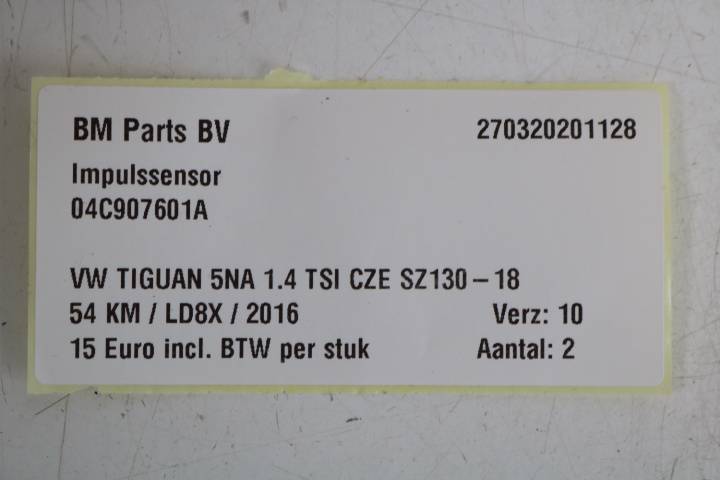 BM Parts BV 270320201128
Impulssensor
04C907601A
VW TIGUAN 5NA 1.4 TSI CZE SZ130 – 18
54 KM / LD8X / 2016 Verz: 10
15 Euro incl. BTW per stuk Aantal: 2